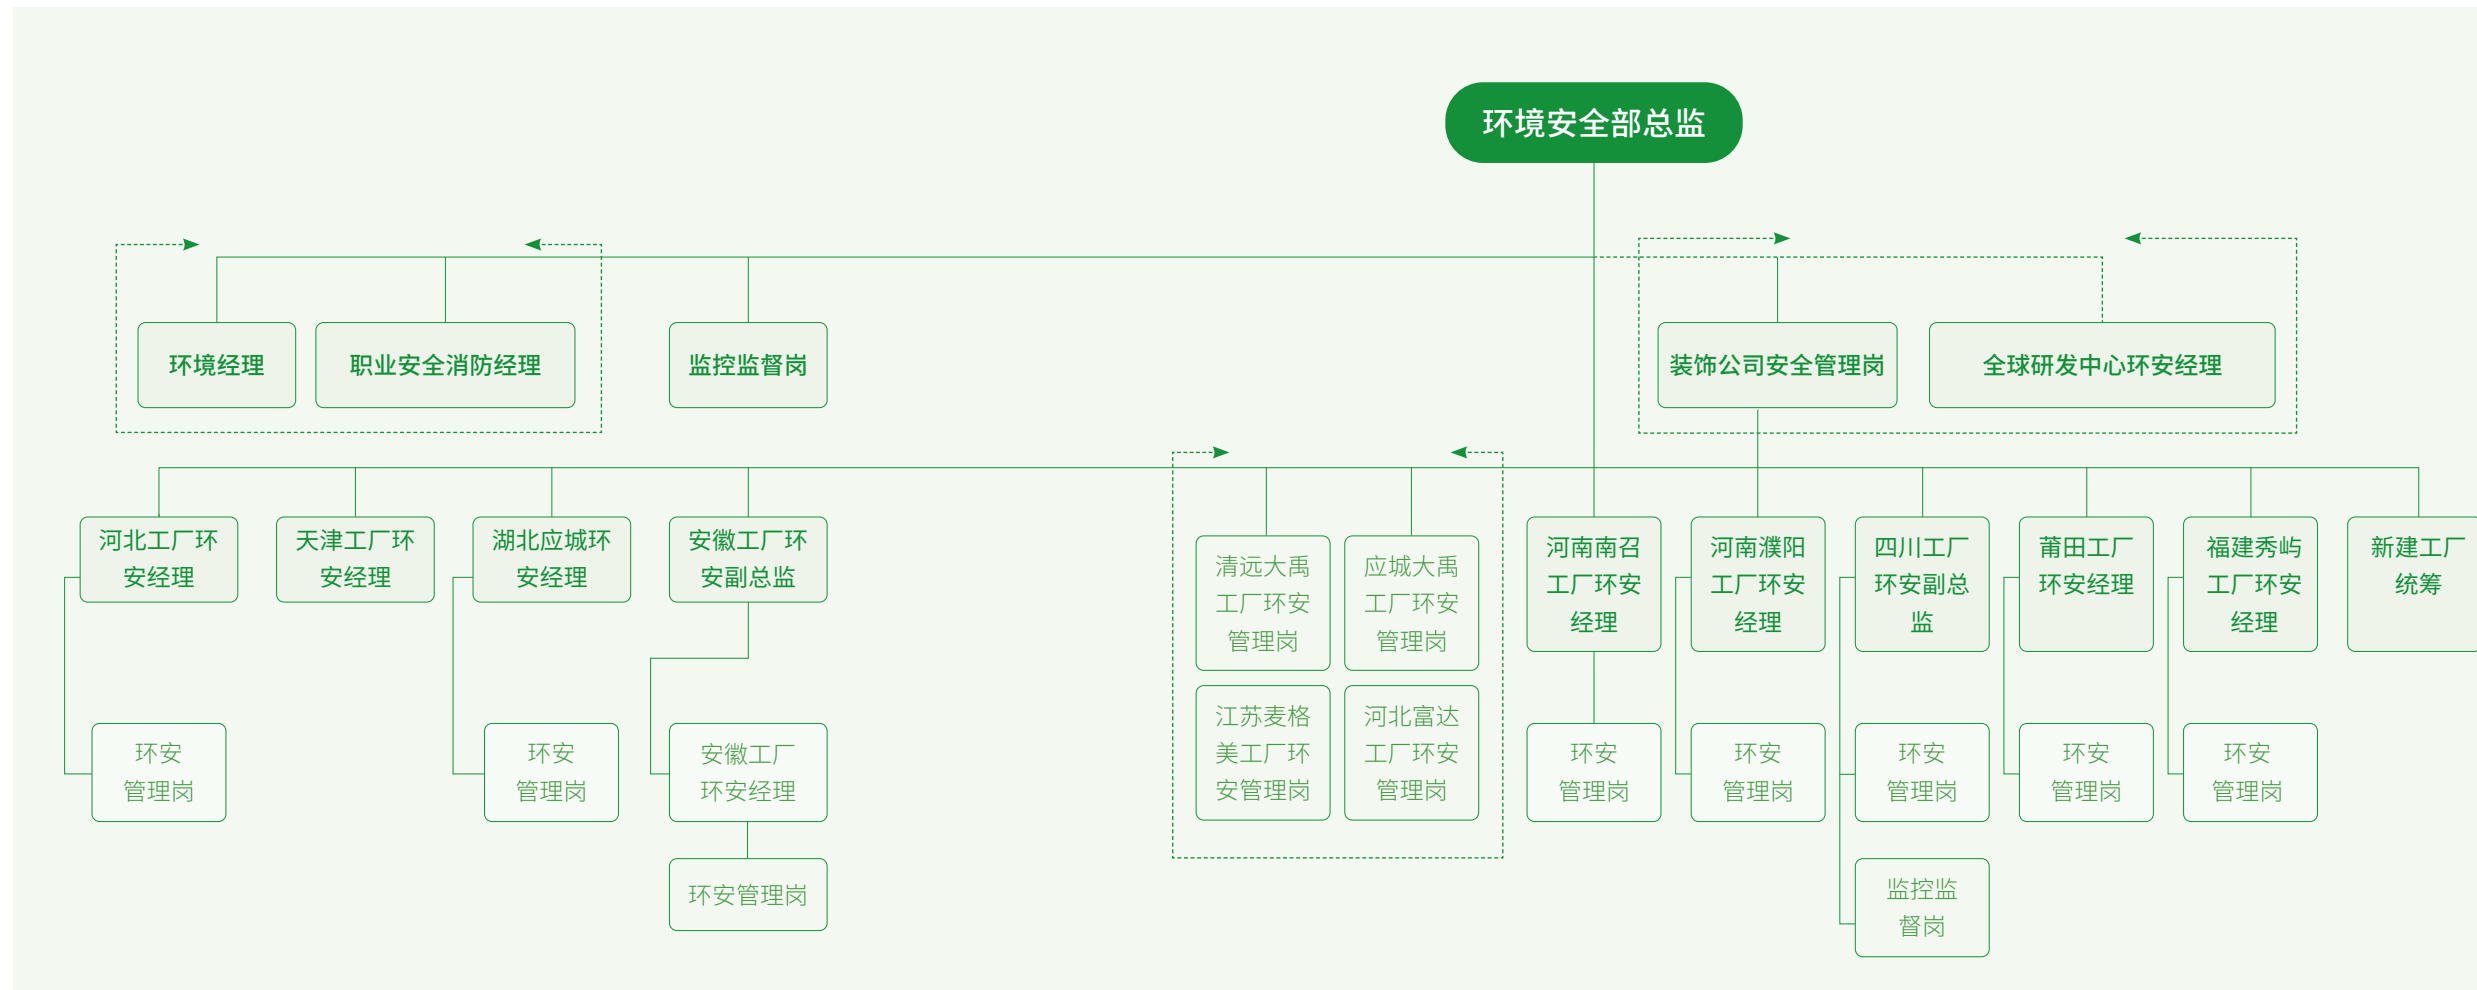 环境安全部总监
环境经理
职业安全消防经理
监控监督岗
装饰公司安全管理岗
全球研发中心环安经理
河北工厂环
安经理
天津工厂环
安经理
湖北应城环
安经理
安徽工厂环
安副总监
清远大禹
工厂环安
管理岗
应城大禹
工厂环安
管理岗
江苏麦格
美工厂环
安管理岗
河北富达
工厂环安
管理岗
河南南召
工厂环安
经理
河南濮阳
工厂环安
经理
四川工厂
环安副总
监
莆田工厂
环安经理
福建秀屿
工厂环安
经理
新建工厂
统筹
环安
管理岗
环安
管理岗
安徽工厂
环安经理
环安管理岗
环安
管理岗
环安
管理岗
环安
管理岗
监控监
督岗
环安
管理岗
环安
管理岗